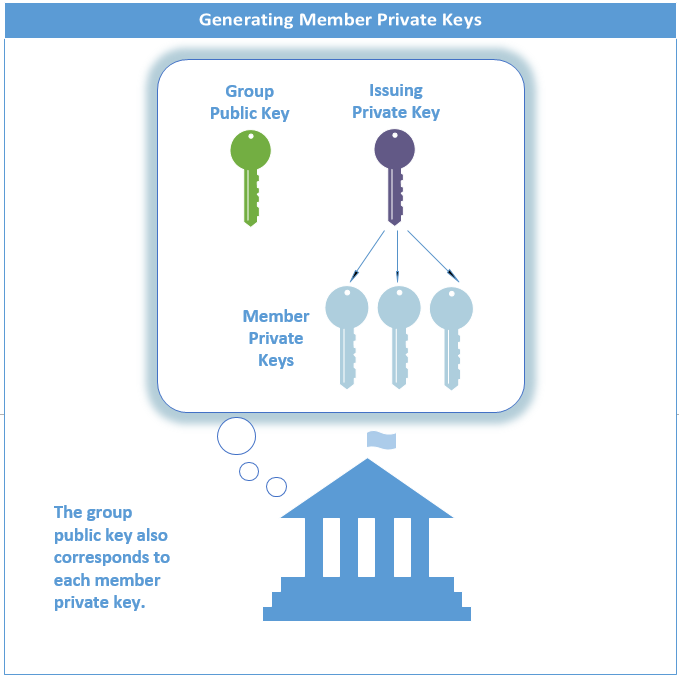 Generating Member Private Keys
Group
Public Key
Issuing
Private Key
Member
Private
Keys
The group
public key also
corresponds to
each member
private key.